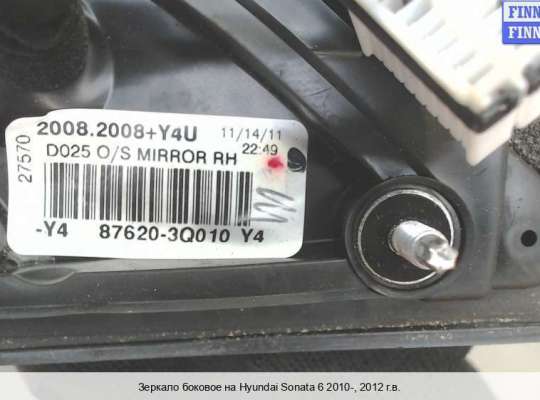 FINN
FINN
27570
2008.2008+Y4U 11/14/11
D025 O/S MIRROR RH 22:49
-Y4 87620-3Q010 Y4
Зеркало боковое на Hyundai Sonata 6 2010-, 2012 г.в.